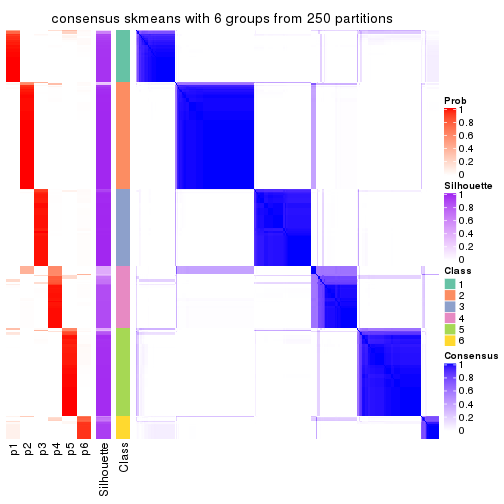 consensus skmeans with 6 groups from 250 partitions
Prob
1
0.8
0.6
0.4
0.2
0
Silhouette
1
0.8
0.6
0.4
0.2
0
Class
1
2
3
4
5
6
Consensus
1
0.8
0.6
0.4
0.2
0
p1
p2
p3
p4
p5
p6
Silhouette
Class